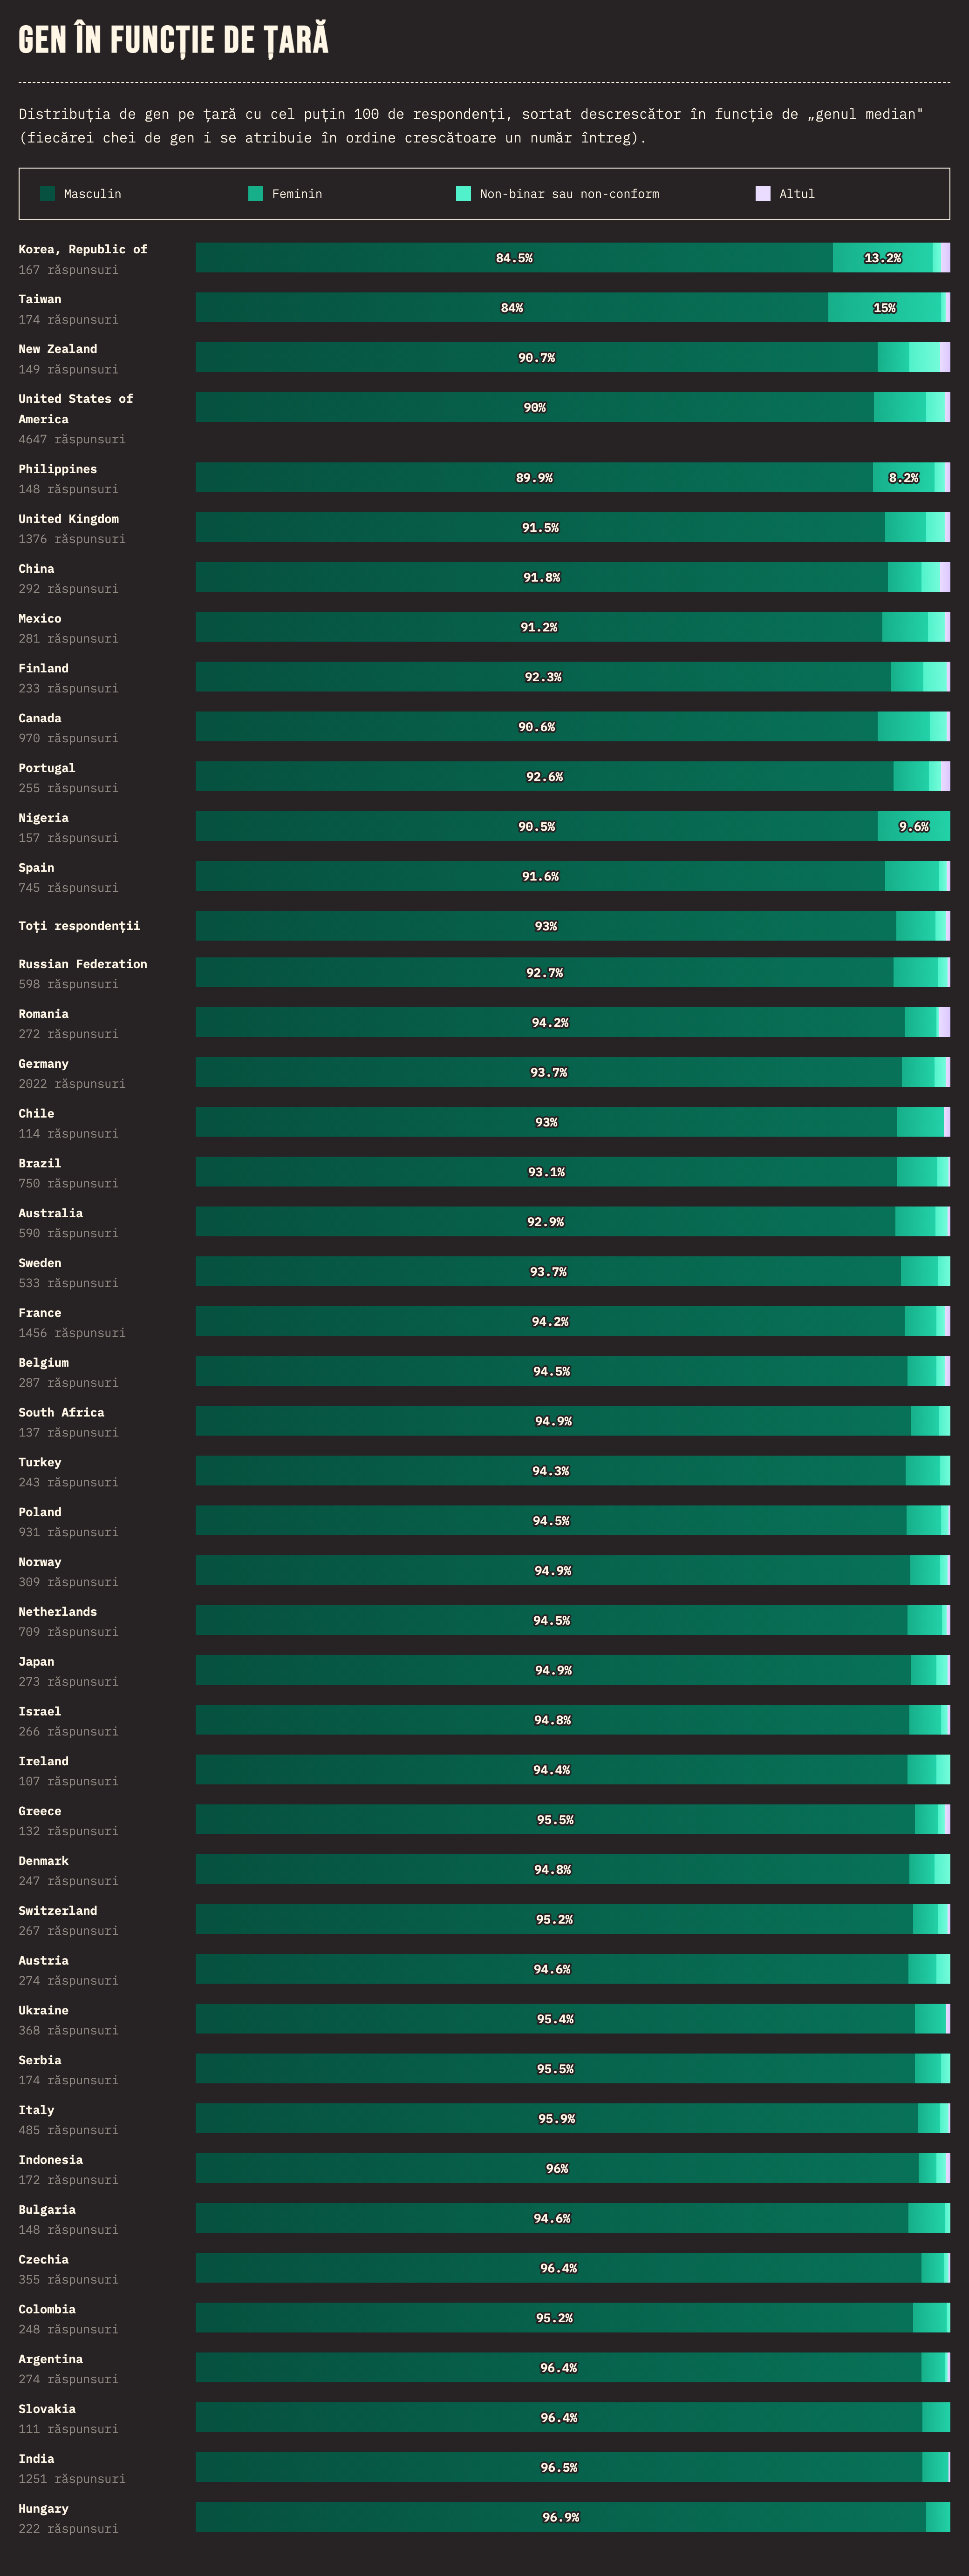 GEN ÎN FUNCȚIE DE ȚARĂ
Distribuția de gen pe țară cu cel puțin 100 de respondenți, sortat descrescător în funcție de „genul median"
(fiecărei chei de gen i se atribuie în ordine crescătoare un număr întreg).
Masculin Feminin Non-binar sau non-conform Altul
Korea, Republic of
167 răspunsuri
84.5% 13.2%
Taiwan
174 răspunsuri
84% 15%
New Zealand
149 răspunsuri
90.7%
United States of
America
4647 răspunsuri
90%
Philippines
148 răspunsuri
89.9% 8.2%
United Kingdom
1376 răspunsuri
91.5%
China
292 răspunsuri
91.8%
Mexico
281 răspunsuri
91.2%
Finland
233 răspunsuri
92.3%
Canada
970 răspunsuri
90.6%
Portugal
255 răspunsuri
92.6%
Nigeria
157 răspunsuri
90.5% 9.6%
Spain
745 răspunsuri
91.6%
Toți respondenții
93%
Russian Federation
598 răspunsuri
92.7%
Romania
272 răspunsuri
94.2%
Germany
2022 răspunsuri
93.7%
Chile
114 răspunsuri
93%
Brazil
750 răspunsuri
93.1%
Australia
590 răspunsuri
92.9%
Sweden
533 răspunsuri
93.7%
France
1456 răspunsuri
94.2%
Belgium
287 răspunsuri
94.5%
South Africa
137 răspunsuri
94.9%
Turkey
243 răspunsuri
94.3%
Poland
931 răspunsuri
94.5%
Norway
309 răspunsuri
94.9%
Netherlands
709 răspunsuri
94.5%
Japan
273 răspunsuri
94.9%
Israel
266 răspunsuri
94.8%
Ireland
107 răspunsuri
94.4%
Greece
132 răspunsuri
95.5%
Denmark
247 răspunsuri
94.8%
Switzerland
267 răspunsuri
95.2%
Austria
274 răspunsuri
94.6%
Ukraine
368 răspunsuri
95.4%
Serbia
174 răspunsuri
95.5%
Italy
485 răspunsuri
95.9%
Indonesia
172 răspunsuri
96%
Bulgaria
148 răspunsuri
94.6%
Czechia
355 răspunsuri
96.4%
Colombia
248 răspunsuri
95.2%
Argentina
274 răspunsuri
96.4%
Slovakia
111 răspunsuri
96.4%
India
1251 răspunsuri
96.5%
Hungary
222 răspunsuri
96.9%